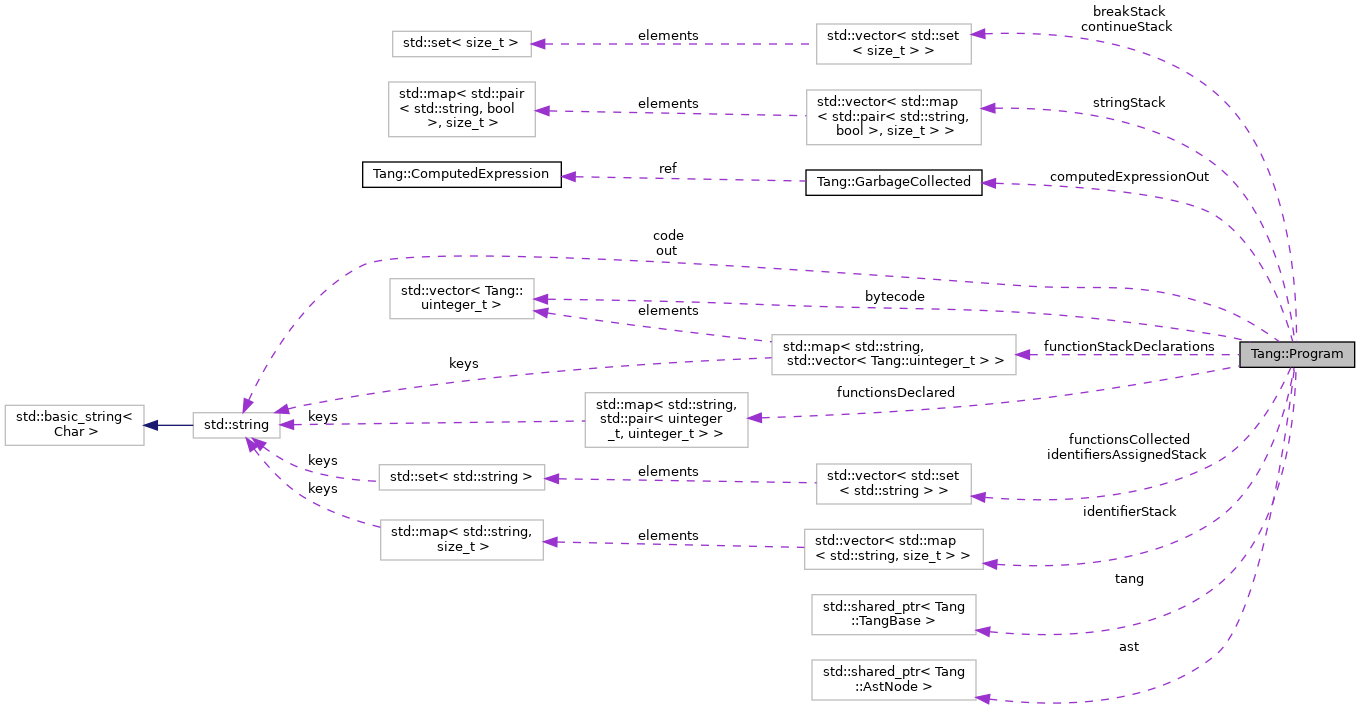 breakStack
continueStack
std::set< size_t >
elements
std::vector< std::set
< size_t > >
std::map< std::pair
< std::string, bool
>, size_t >
elements
std::vector< std::map
< std::pair< std::string,
bool >, size_t > >
stringStack
Tang::ComputedExpression
ref
Tang::GarbageCollected
computedExpressionOut
code
out
std::vector< Tang::
uinteger_t >
elements
bytecode
keys
std::map< std::string,
std::vector< Tang::uinteger_t > >
functionStackDeclarations
Tang::Program
std::basic_string<
Char >
std::string
keys
std::map< std::string,
std::pair< uinteger
_t, uinteger_t > >
functionsDeclared
keys
std::set< std::string >
elements
std::vector< std::set
< std::string > >
functionsCollected
identifiersAssignedStack
keys
std::map< std::string,
size_t >
elements
std::vector< std::map
< std::string, size_t > >
identifierStack
std::shared_ptr< Tang
::TangBase >
tang
std::shared_ptr< Tang
::AstNode >
ast